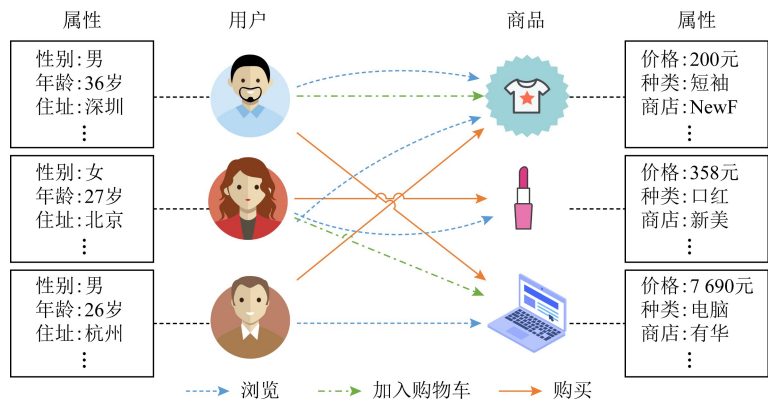 属性
用户
商品
属性
性别:男
年龄:36岁
住址:深圳
⋮
价格:200元
种类:短袖
商店:NewF
⋮
性别:女
年龄:27岁
住址:北京
⋮
价格:358元
种类:口红
商店:新美
⋮
性别:男
年龄:26岁
住址:杭州
⋮
价格:7 690元
种类:电脑
商店:有华
⋮
浏览
加入购物车
购买